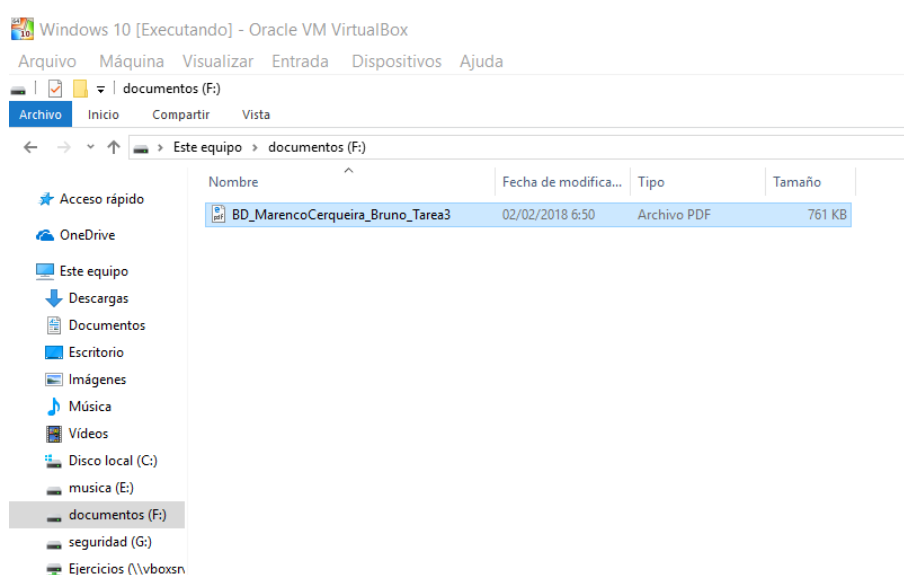 Windows 10 [Executando] - Oracle VM VirtualBox
Arquivo Máquina Visualizar Entrada Dispositivos Ajuda
documentos (F:)
Archivo Inicio Compartir Vista
Este equipo > documentos (F:)
Nombre Fecha de modifica... Tipo Tamaño
Acceso rápido
BD_MarencoCerqueira_Bruno_Tarea3 02/02/2018 6:50 Archivo PDF 761 KB
OneDrive
Este equipo
Descargas
Documentos
Escritorio
Imágenes
Música
Vídeos
Disco local (C:)
musica (E:)
documentos (F:)
seguridad (G:)
Ejercicios (\\vboxsn